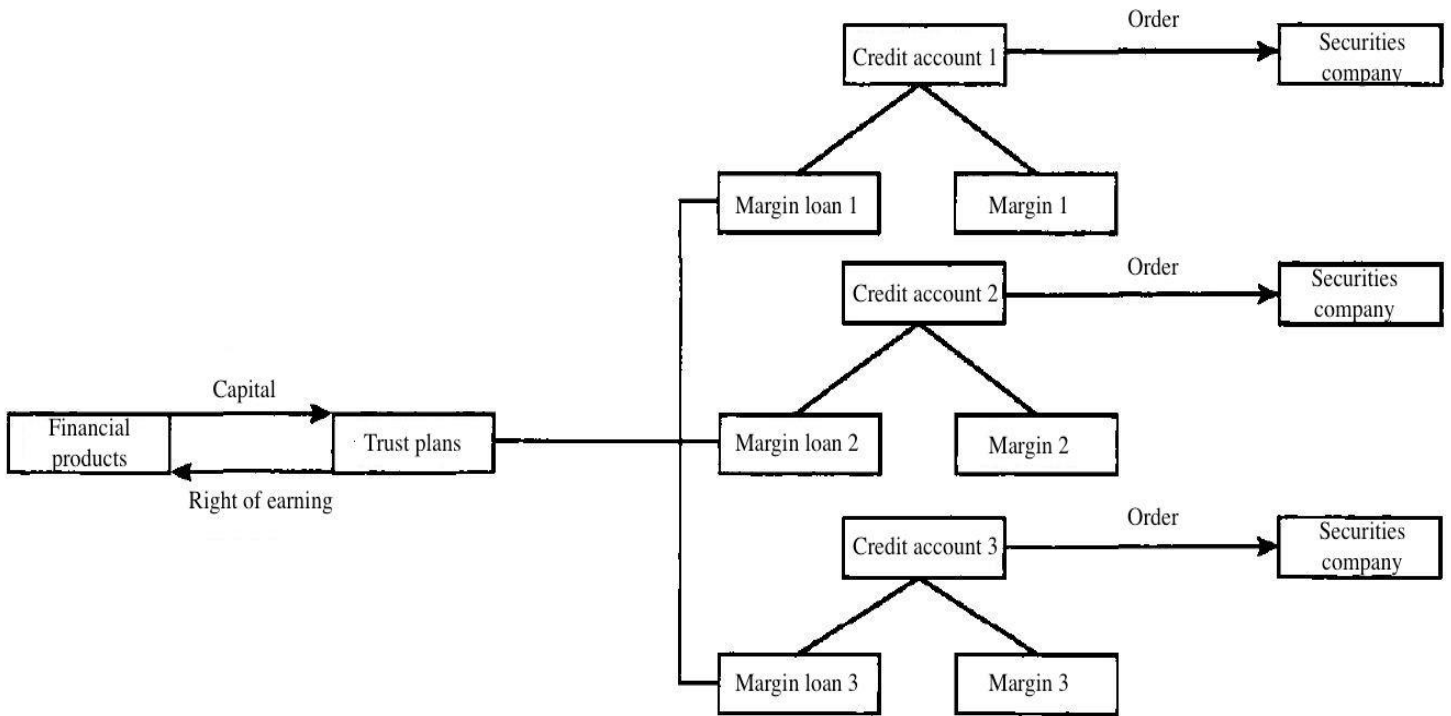 Order
Credit account 1
Securities
company
Margin loan 1
Margin 1
Order
Credit account 2
Securities
company
Capital
Financial
products
Trust plans
Right of earning
Margin loan 2
Margin 2
Order
Credit account 3
Securities
company
Margin loan 3
Margin 3